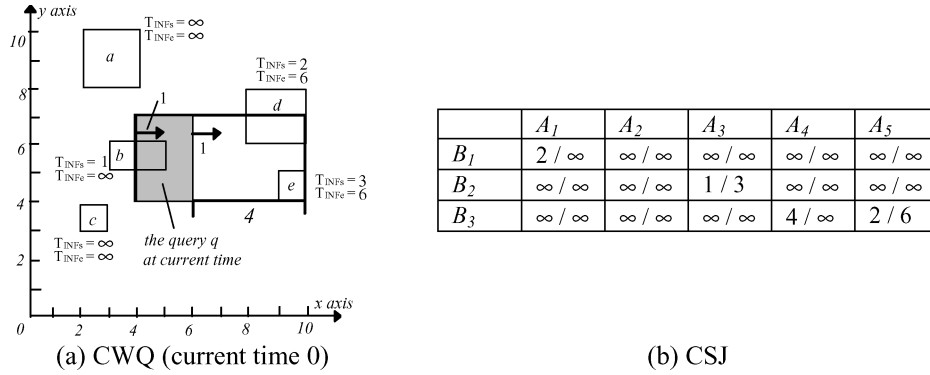 y axis
10
8
6
4
2
0
2
4
6
8
10
x axis
T_INFs = ∞
T_INFe = ∞
a
T_INFs = 2
T_INFe = 6
d
1
1
b
T_INFs = 1
T_INFe = ∞
e
T_INFs = 3
T_INFe = 6
c
T_INFs = ∞
T_INFe = ∞
4
the query q
at current time
(a) CWQ (current time 0)
A1 A2 A3 A4 A5
B1 2 / ∞ ∞ / ∞ ∞ / ∞ ∞ / ∞ ∞ / ∞
B2 ∞ / ∞ ∞ / ∞ 1 / 3 ∞ / ∞ ∞ / ∞
B3 ∞ / ∞ ∞ / ∞ ∞ / ∞ 4 / ∞ 2 / 6
(b) CSJ